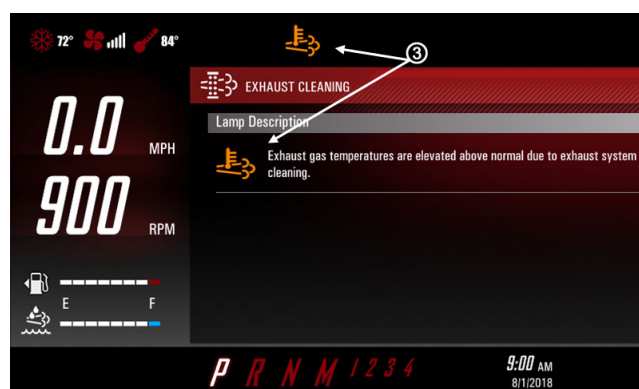 72° 84°
3
EXHAUST CLEANING
Lamp Description
Exhaust gas temperatures are elevated above normal due to exhaust system
cleaning.
0.0 MPH
900 RPM
E F
P R N M 1 2 3 4
9:00 AM
8/1/2018